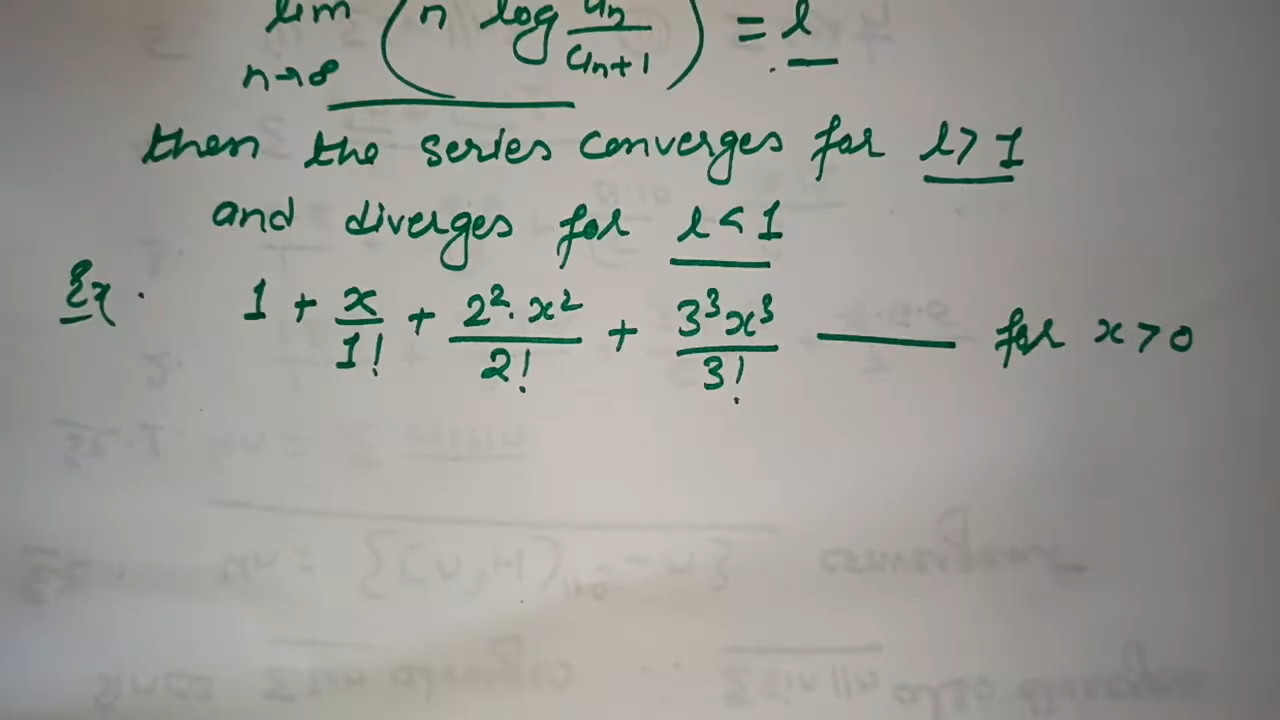 lim n→∞ (n log un/un+1) = l
then the series converges for l > 1
and diverges for l < 1
Ex. 1 + x/1! + 2²·x²/2! + 3³x³/3! —— for x > 0